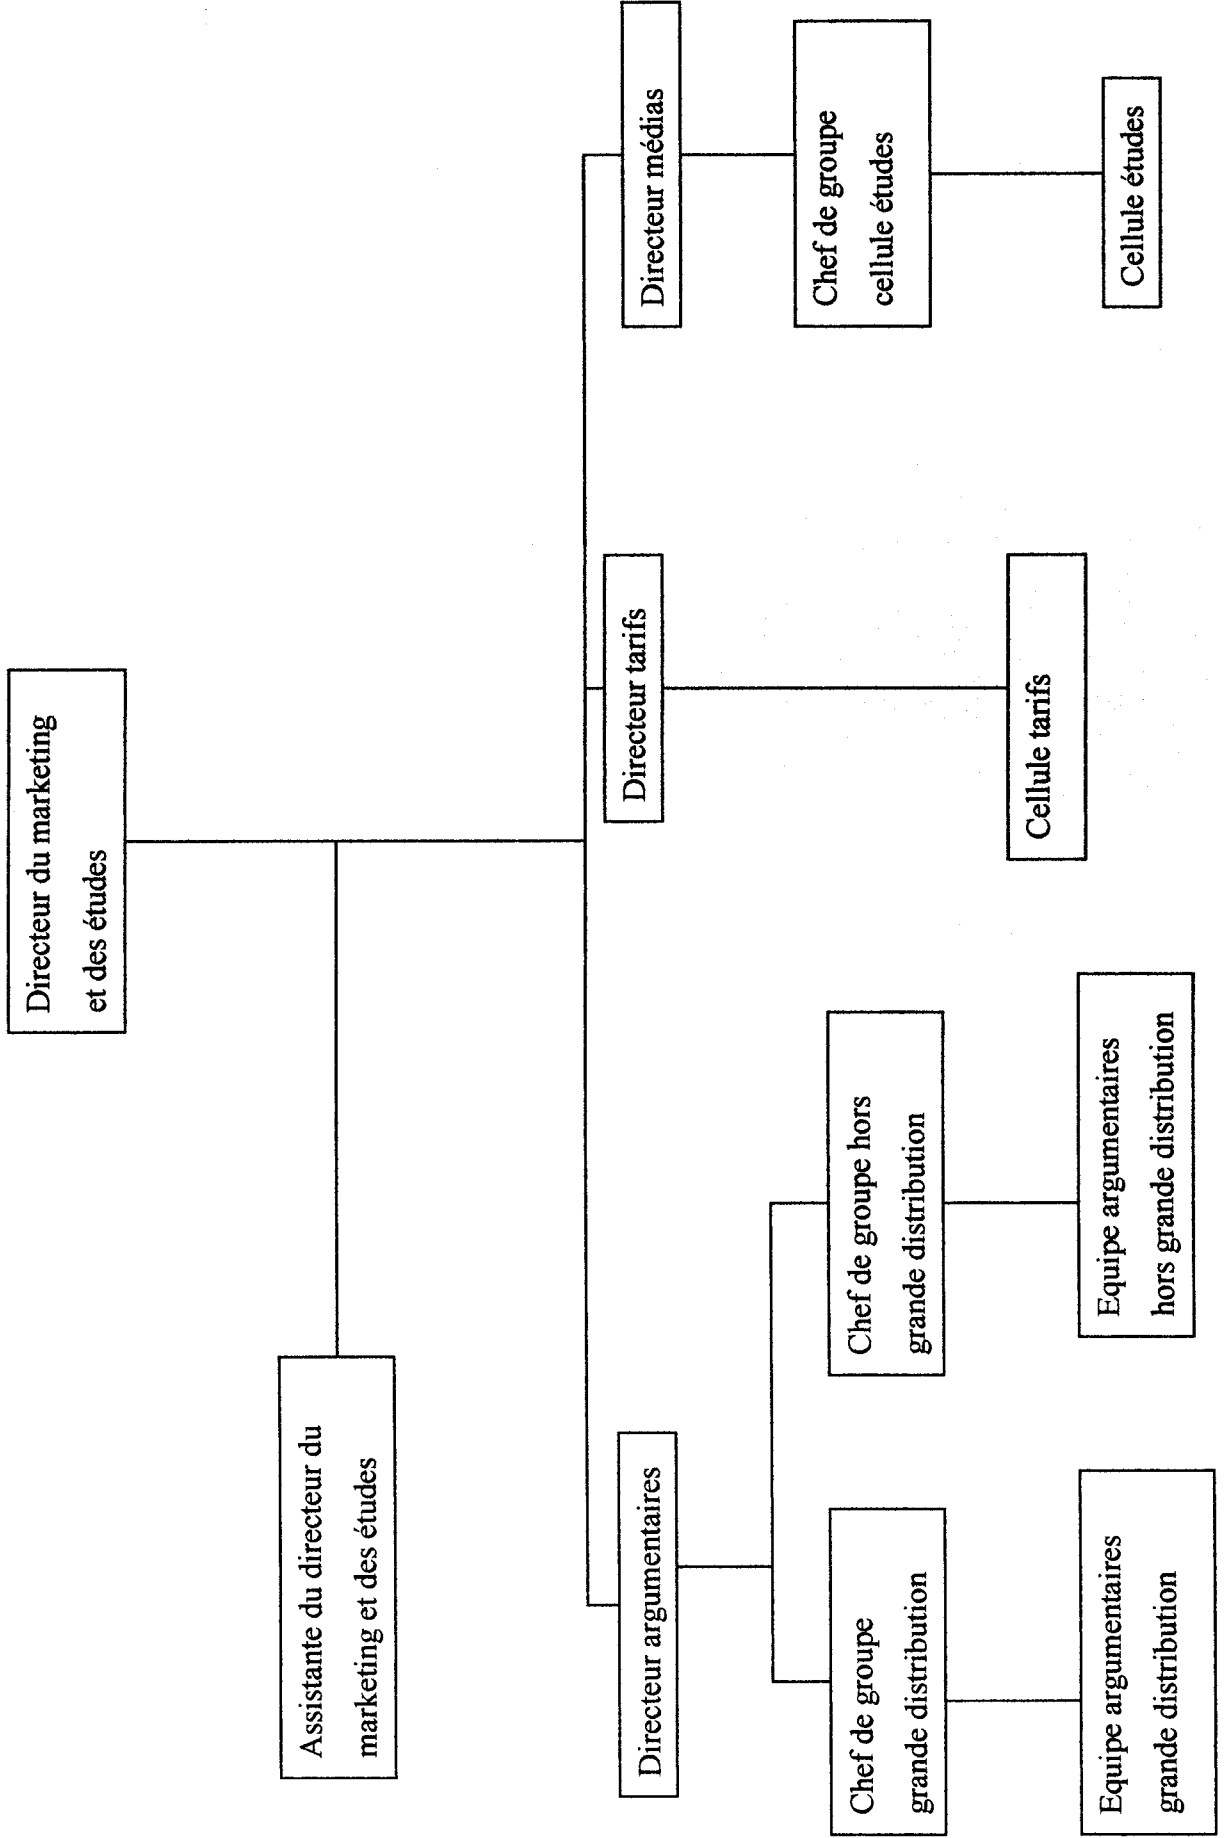 Directeur du marketing
et des études
Assistante du directeur du
marketing et des études
Directeur argumentaires
Directeur tarifs
Directeur médias
Chef de groupe
grande distribution
Chef de groupe hors
grande distribution
Chef de groupe
cellule études
Equipe argumentaires
grande distribution
Equipe argumentaires
hors grande distribution
Cellule tarifs
Cellule études